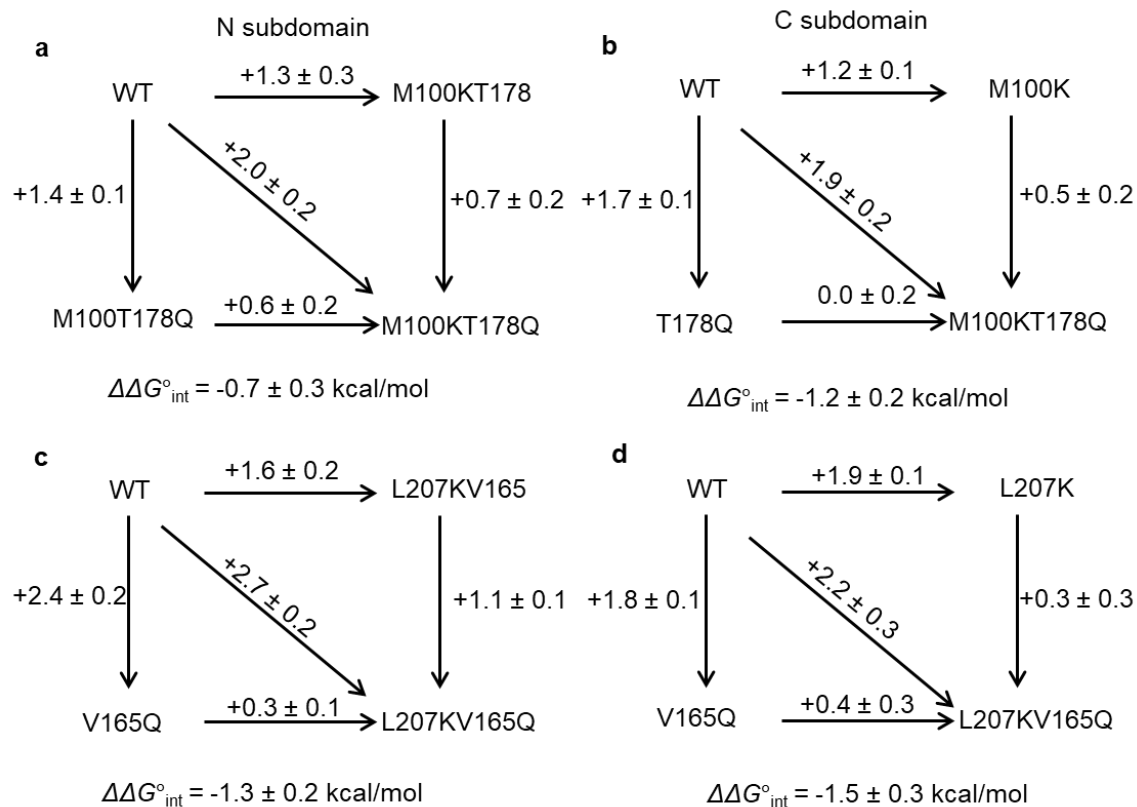 N subdomain
C subdomain
a
WT
+1.3 ± 0.3
M100KT178
+1.4 ± 0.1
+2.0 ± 0.2
+0.7 ± 0.2
M100T178Q
+0.6 ± 0.2
M100KT178Q
ΔΔG°int = -0.7 ± 0.3 kcal/mol
b
WT
+1.2 ± 0.1
M100K
+1.7 ± 0.1
+1.9 ± 0.2
+0.5 ± 0.2
T178Q
0.0 ± 0.2
M100KT178Q
ΔΔG°int = -1.2 ± 0.2 kcal/mol
c
WT
+1.6 ± 0.2
L207KV165
+2.4 ± 0.2
+2.7 ± 0.2
+1.1 ± 0.1
V165Q
+0.3 ± 0.1
L207KV165Q
ΔΔG°int = -1.3 ± 0.2 kcal/mol
d
WT
+1.9 ± 0.1
L207K
+1.8 ± 0.1
+2.2 ± 0.3
+0.3 ± 0.3
V165Q
+0.4 ± 0.3
L207KV165Q
ΔΔG°int = -1.5 ± 0.3 kcal/mol